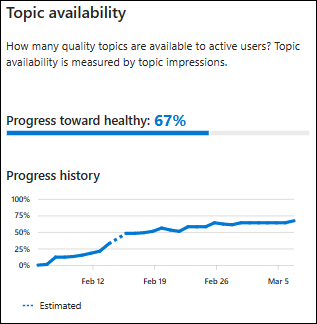 Topic availability
How many quality topics are available to active users? Topic
availability is measured by topic impressions.
Progress toward healthy: 67%
Progress history
100%
75%
50%
25%
0%
Feb 12 Feb 19 Feb 26 Mar 5
Estimated